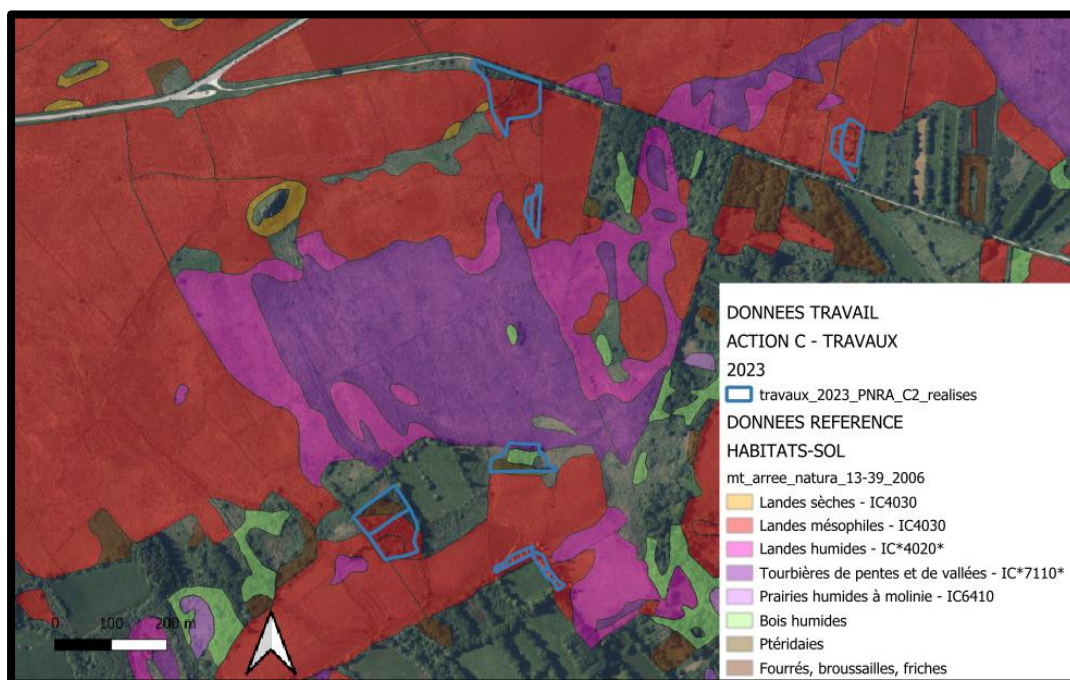 DONNEES TRAVAIL
ACTION C - TRAVAUX
2023
travaux_2023_PNRA_C2_realises
DONNEES REFERENCE
HABITATS-SOL
mt_arree_natura_13-39_2006
Landes sèches - IC4030
Landes mésophiles - IC4030
Landes humides - IC*4020*
Tourbières de pentes et de vallées - IC*7110*
Prairies humides à molinie - IC6410
Bois humides
Ptéridaies
Fourrés, broussailles, friches
0 100 200 m